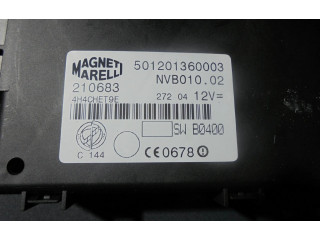 MAGNETI MARELLI 501201360003
NVB010.02
210683
4H4CHET9E 272 04 12V=
SW B0400
C 144 CE0678